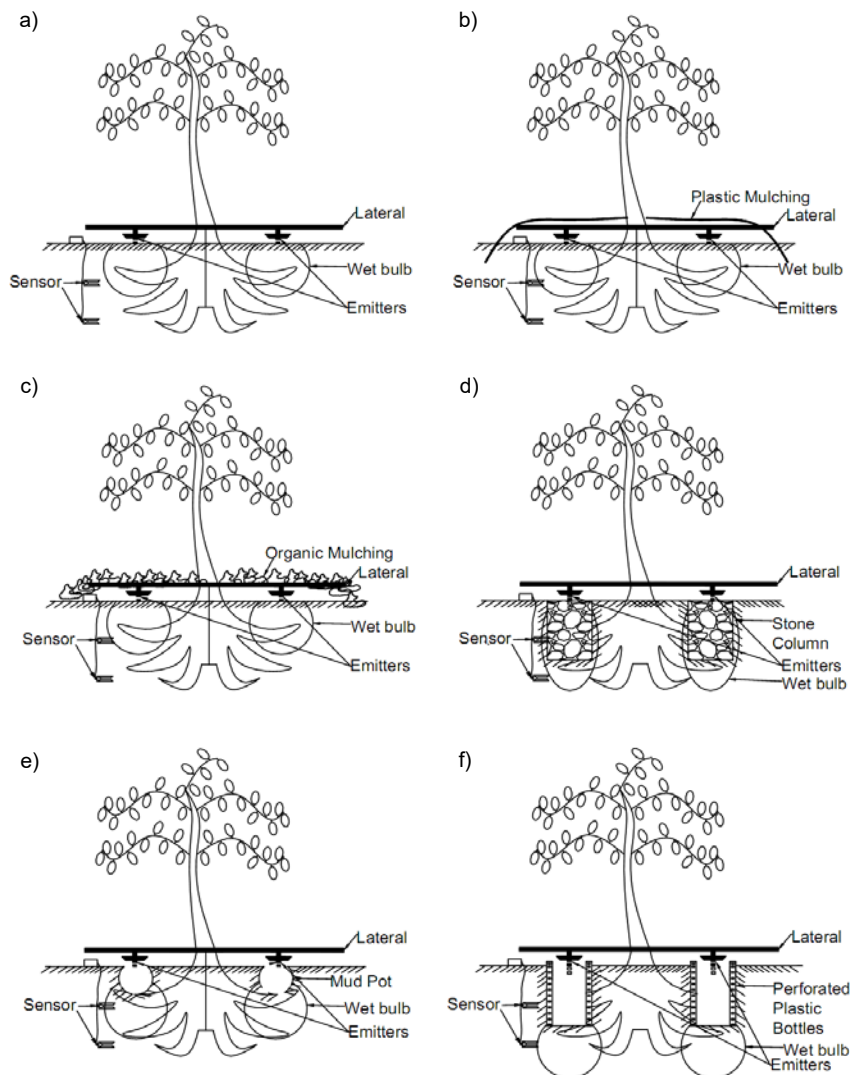 a)
Lateral
Wet bulb
Sensor
Emitters
b)
Plastic Mulching
Lateral
Wet bulb
Sensor
Emitters
c)
Organic Mulching
Lateral
Wet bulb
Sensor
Emitters
d)
Lateral
Stone
Column
Sensor
Emitters
Wet bulb
e)
Lateral
Mud Pot
Sensor
Wet bulb
Emitters
f)
Lateral
Perforated
Plastic
Bottles
Sensor
Wet bulb
Emitters